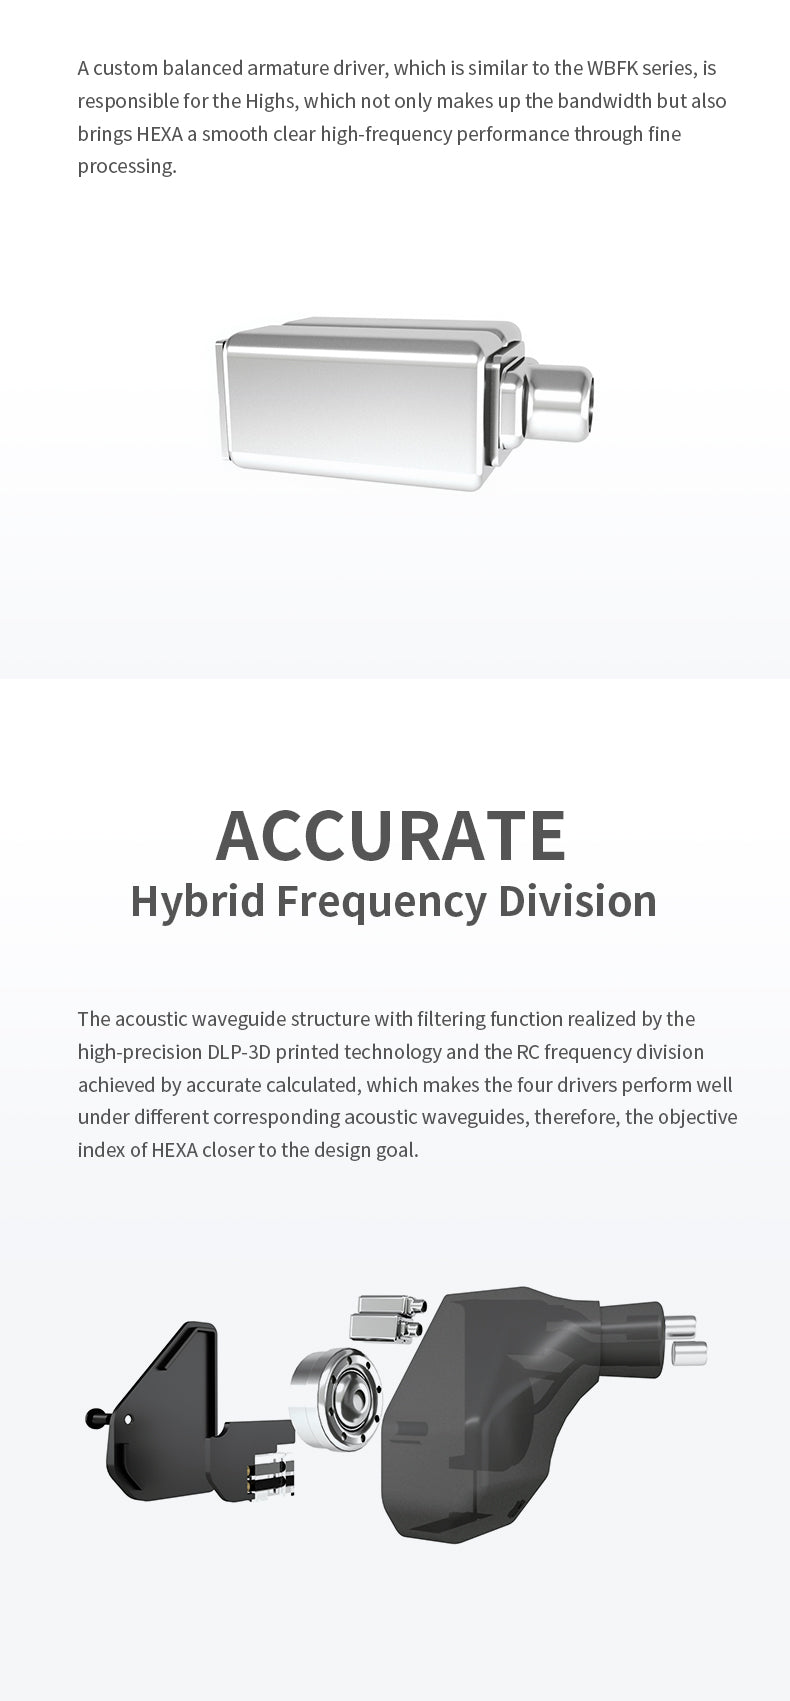 A custom balanced armature driver, which is similar to the WBFK series, is
responsible for the Highs, which not only makes up the bandwidth but also
brings HEXA a smooth clear high-frequency performance through fine
processing.
ACCURATE
Hybrid Frequency Division
The acoustic waveguide structure with filtering function realized by the
high-precision DLP-3D printed technology and the RC frequency division
achieved by accurate calculated, which makes the four drivers perform well
under different corresponding acoustic waveguides, therefore, the objective
index of HEXA closer to the design goal.